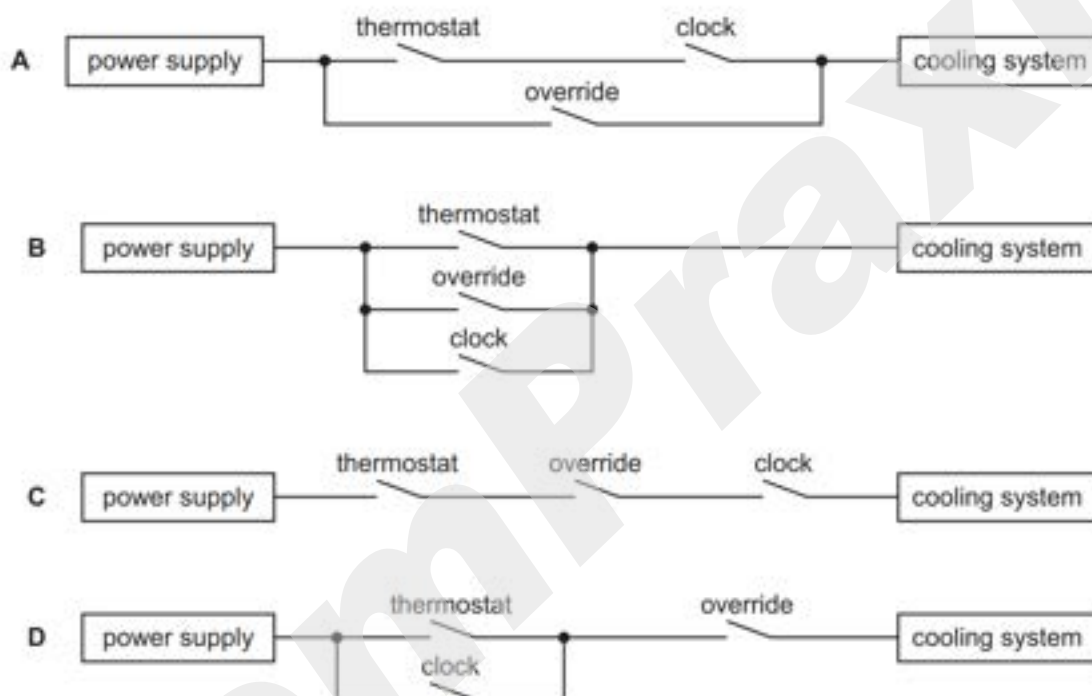 thermostat clock
A power supply cooling system
override
thermostat
B power supply cooling system
override
clock
thermostat override clock
C power supply cooling system
thermostat override
D power supply cooling system
clock